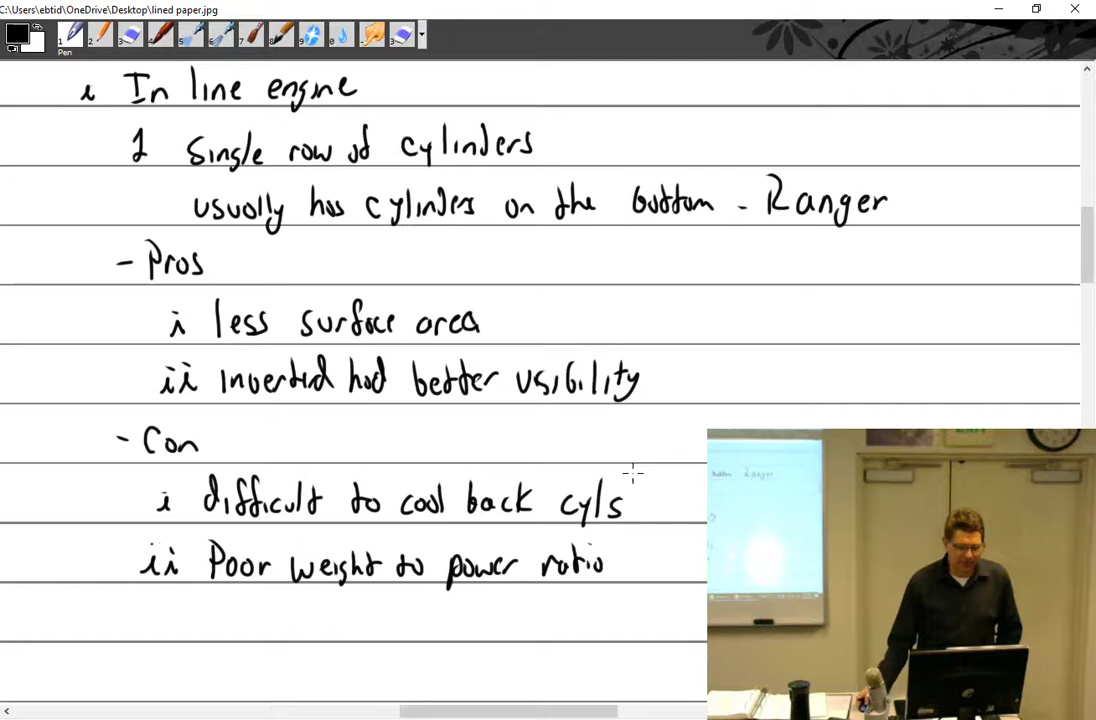 C:\Users\ebtid\OneDrive\Desktop\lined paper.jpg
Pen
i In line engine
1 Single row of cylinders
usually has cylinders on the bottom - Ranger
- Pros
i less surface area
ii inverted had better visibility
- Con
i difficult to cool back cyls
ii Poor weight to power ratio